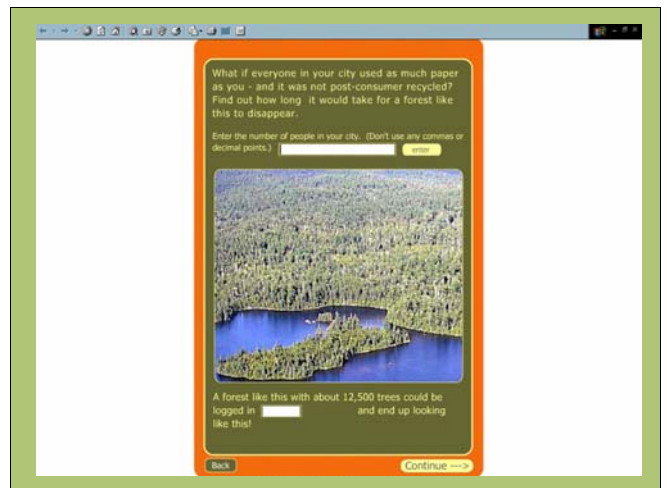 What if everyone in your city used as much paper
as you - and it was not post-consumer recycled?
Find out how long it would take for a forest like
this to disappear.
Enter the number of people in your city. (Don't use any commas or
decimal points.) enter
A forest like this with about 12,500 trees could be
logged in and end up looking
like this!
Back Continue --->